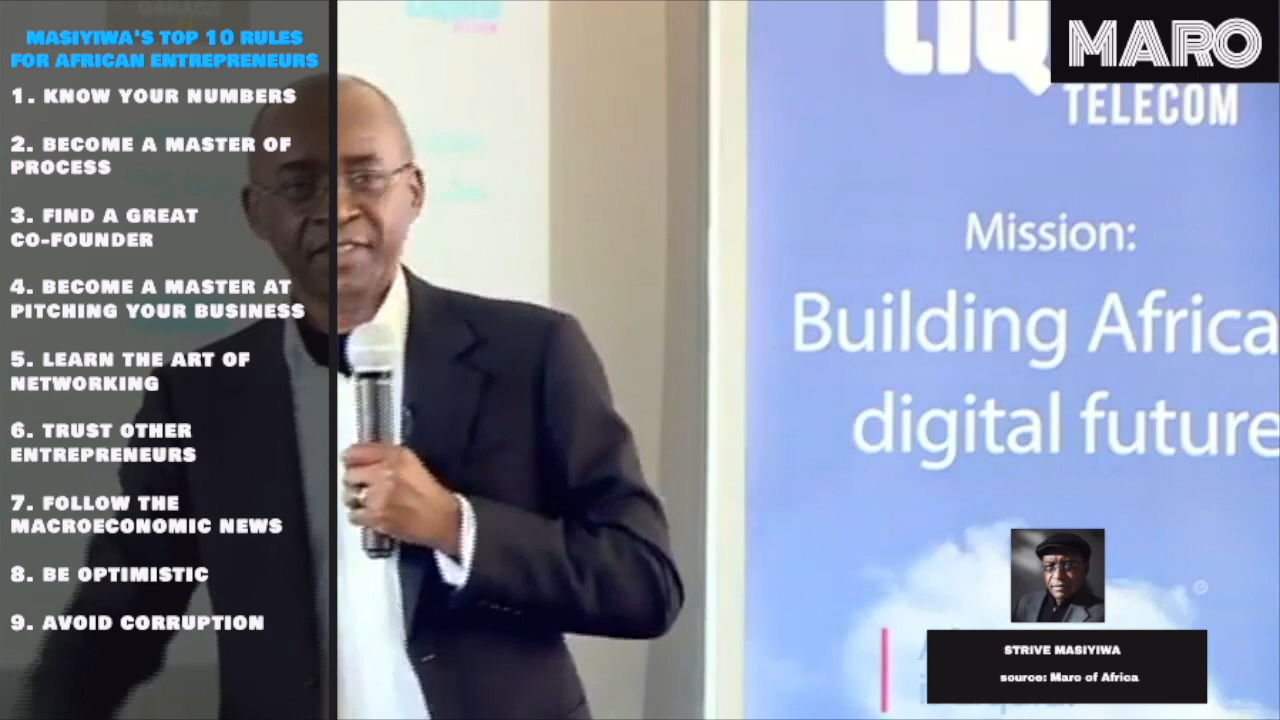 MASIYIWA'S TOP 10 RULES
FOR AFRICAN ENTREPRENEURS
1. KNOW YOUR NUMBERS
2. BECOME A MASTER OF
PROCESS
3. FIND A GREAT
CO-FOUNDER
4. BECOME A MASTER AT
PITCHING YOUR BUSINESS
5. LEARN THE ART OF
NETWORKING
6. TRUST OTHER
ENTREPRENEURS
7. FOLLOW THE
MACROECONOMIC NEWS
8. BE OPTIMISTIC
9. AVOID CORRUPTION
MARO
LIQ
TELECOM
Mission:
Building Africa
digital future
STRIVE MASIYIWA
source: Maro of Africa